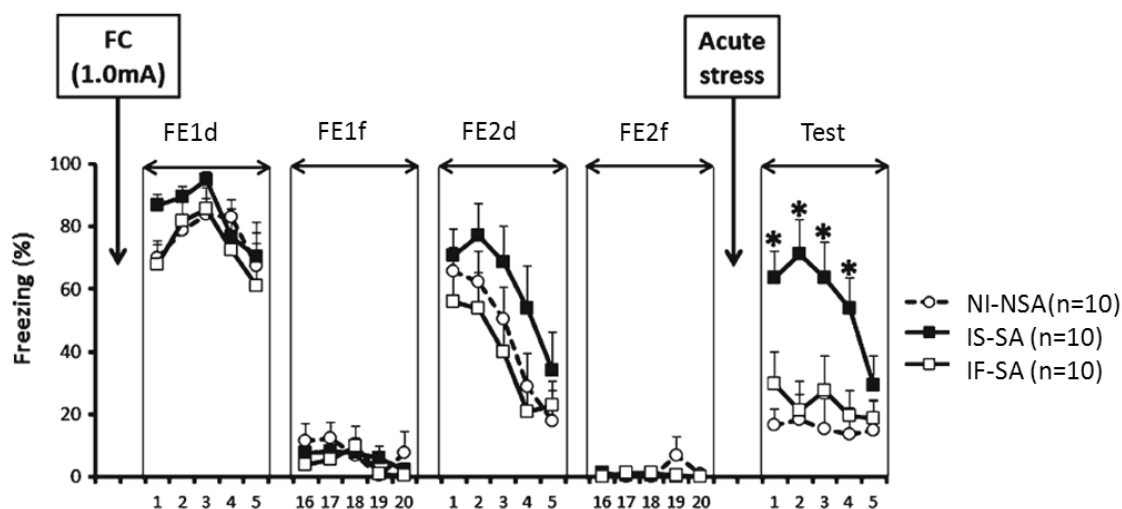 FC
(1.0mA)
Acute
stress
FE1d
FE1f
FE2d
FE2f
Test
Freezing (%)
100
80
60
40
20
0
* * * *
1 2 3 4 5 16 17 18 19 20 1 2 3 4 5 16 17 18 19 20 1 2 3 4 5
NI-NSA(n=10)
IS-SA (n=10)
IF-SA (n=10)